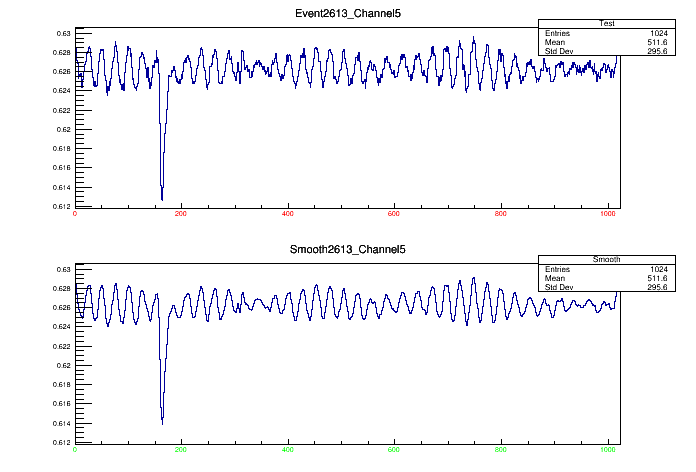 Event2613_Channel5
Test
Entries 1024
Mean 511.6
Std Dev 295.6
0.63
0.628
0.626
0.624
0.622
0.62
0.618
0.616
0.614
0.612
0 200 400 600 800 1000
Smooth2613_Channel5
Smooth
Entries 1024
Mean 511.6
Std Dev 295.6
0.63
0.628
0.626
0.624
0.622
0.62
0.618
0.616
0.614
0.612
0 200 400 600 800 1000